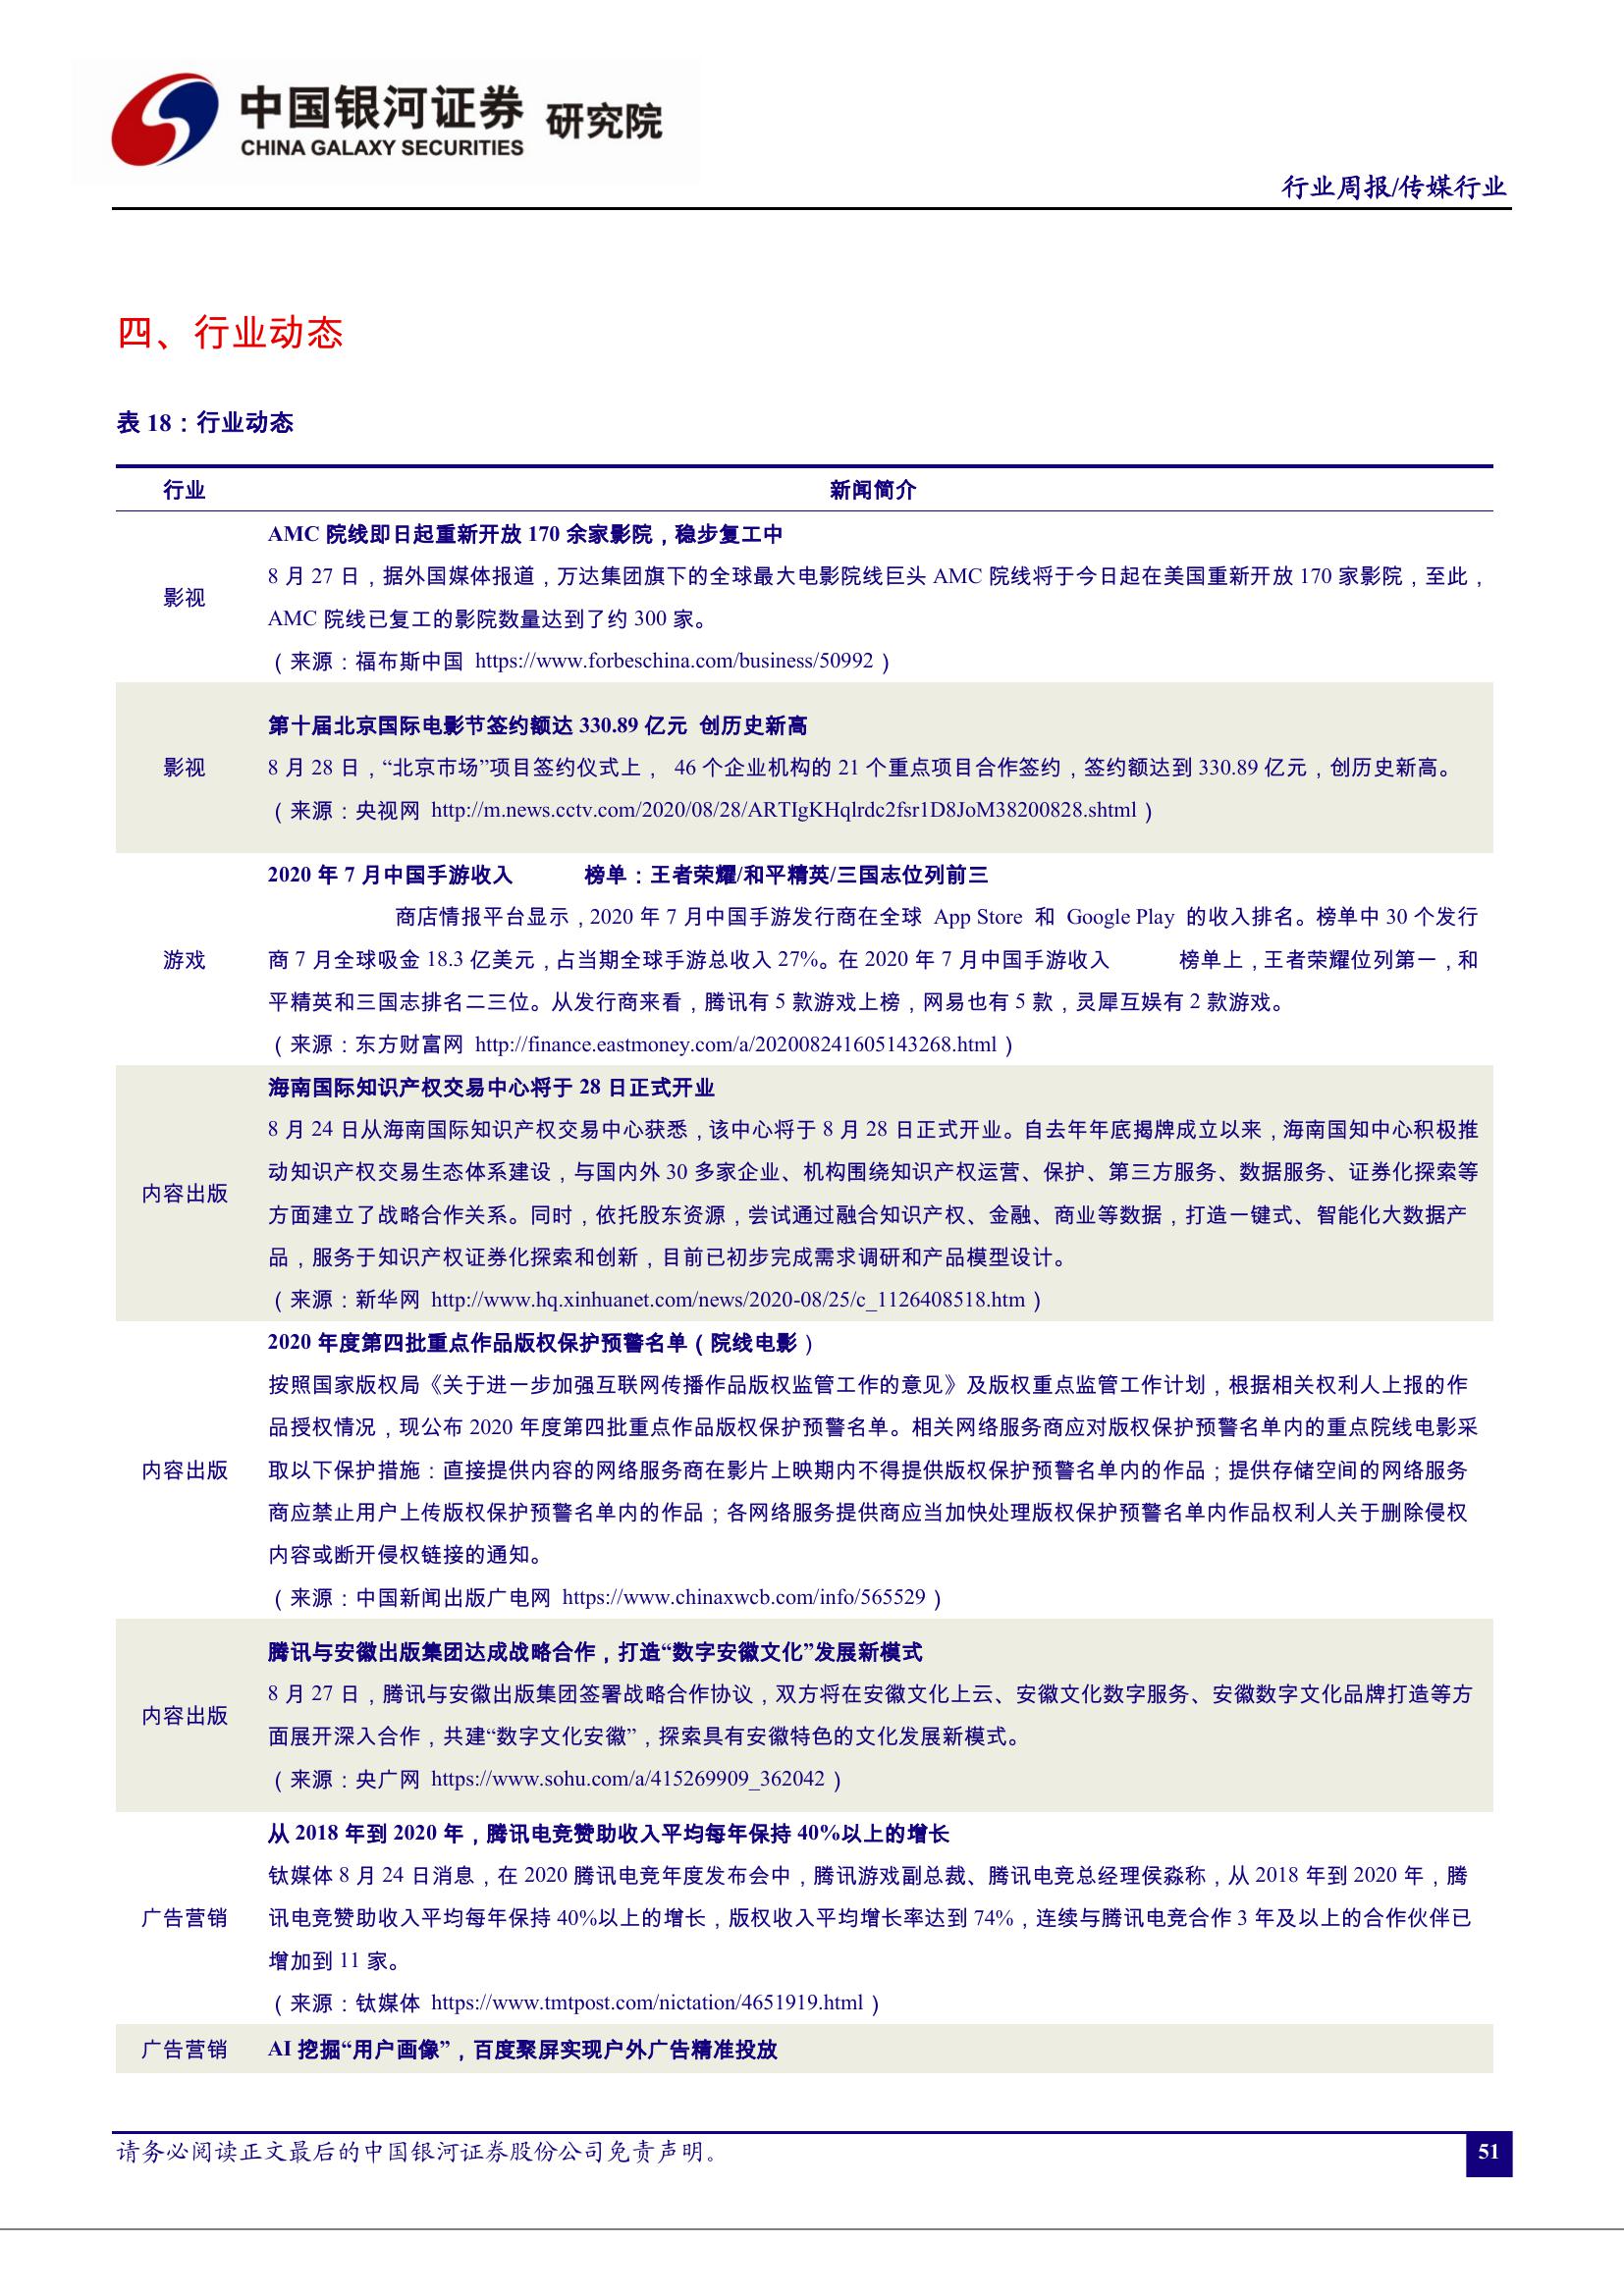 中国银河证券 研究院
CHINA GALAXY SECURITIES
行业周报/传媒行业
四、行业动态
表 18：行业动态
行业 新闻简介
AMC 院线即日起重新开放 170 余家影院，稳步复工中
影视
8 月 27 日，据外国媒体报道，万达集团旗下的全球最大电影院线巨头 AMC 院线将于今日起在美国重新开放 170 家影院，至此，
AMC 院线已复工的影院数量达到了约 300 家。
（来源：福布斯中国 https://www.forbeschina.com/business/50992）
第十届北京国际电影节签约额达 330.89 亿元 创历史新高
影视
8 月 28 日，“北京市场”项目签约仪式上， 46 个企业机构的 21 个重点项目合作签约，签约额达到 330.89 亿元，创历史新高。
（来源：央视网 http://m.news.cctv.com/2020/08/28/ARTIgKHqlrdc2fsr1D8JoM38200828.shtml）
2020 年 7 月中国手游收入 榜单：王者荣耀/和平精英/三国志位列前三
商店情报平台显示，2020 年 7 月中国手游发行商在全球 App Store 和 Google Play 的收入排名。榜单中 30 个发行
游戏
商 7 月全球吸金 18.3 亿美元，占当期全球手游总收入 27%。在 2020 年 7 月中国手游收入 榜单上，王者荣耀位列第一，和
平精英和三国志排名二三位。从发行商来看，腾讯有 5 款游戏上榜，网易也有 5 款，灵犀互娱有 2 款游戏。
（来源：东方财富网 http://finance.eastmoney.com/a/202008241605143268.html）
海南国际知识产权交易中心将于 28 日正式开业
8 月 24 日从海南国际知识产权交易中心获悉，该中心将于 8 月 28 日正式开业。自去年年底揭牌成立以来，海南国知中心积极推
动知识产权交易生态体系建设，与国内外 30 多家企业、机构围绕知识产权运营、保护、第三方服务、数据服务、证券化探索等
内容出版
方面建立了战略合作关系。同时，依托股东资源，尝试通过融合知识产权、金融、商业等数据，打造一键式、智能化大数据产
品，服务于知识产权证券化探索和创新，目前已初步完成需求调研和产品模型设计。
（来源：新华网 http://www.hq.xinhuanet.com/news/2020-08/25/c_1126408518.htm）
2020 年度第四批重点作品版权保护预警名单（院线电影）
按照国家版权局《关于进一步加强互联网传播作品版权监管工作的意见》及版权重点监管工作计划，根据相关权利人上报的作
品授权情况，现公布 2020 年度第四批重点作品版权保护预警名单。相关网络服务商应对版权保护预警名单内的重点院线电影采
内容出版
取以下保护措施：直接提供内容的网络服务商在影片上映期内不得提供版权保护预警名单内的作品；提供存储空间的网络服务
商应禁止用户上传版权保护预警名单内的作品；各网络服务提供商应当加快处理版权保护预警名单内作品权利人关于删除侵权
内容或断开侵权链接的通知。
（来源：中国新闻出版广电网 https://www.chinaxwcb.com/info/565529）
腾讯与安徽出版集团达成战略合作，打造“数字安徽文化”发展新模式
8 月 27 日，腾讯与安徽出版集团签署战略合作协议，双方将在安徽文化上云、安徽文化数字服务、安徽数字文化品牌打造等方
内容出版
面展开深入合作，共建“数字文化安徽”，探索具有安徽特色的文化发展新模式。
（来源：央广网 https://www.sohu.com/a/415269909_362042）
从 2018 年到 2020 年，腾讯电竞赞助收入平均每年保持 40%以上的增长
钛媒体 8 月 24 日消息，在 2020 腾讯电竞年度发布会中，腾讯游戏副总裁、腾讯电竞总经理侯淼称，从 2018 年到 2020 年，腾
广告营销
讯电竞赞助收入平均每年保持 40%以上的增长，版权收入平均增长率达到 74%，连续与腾讯电竞合作 3 年及以上的合作伙伴已
增加到 11 家。
（来源：钛媒体 https://www.tmtpost.com/nictation/4651919.html）
广告营销 AI 挖掘“用户画像”，百度聚屏实现户外广告精准投放
请务必阅读正文最后的中国银河证券股份公司免责声明。
51